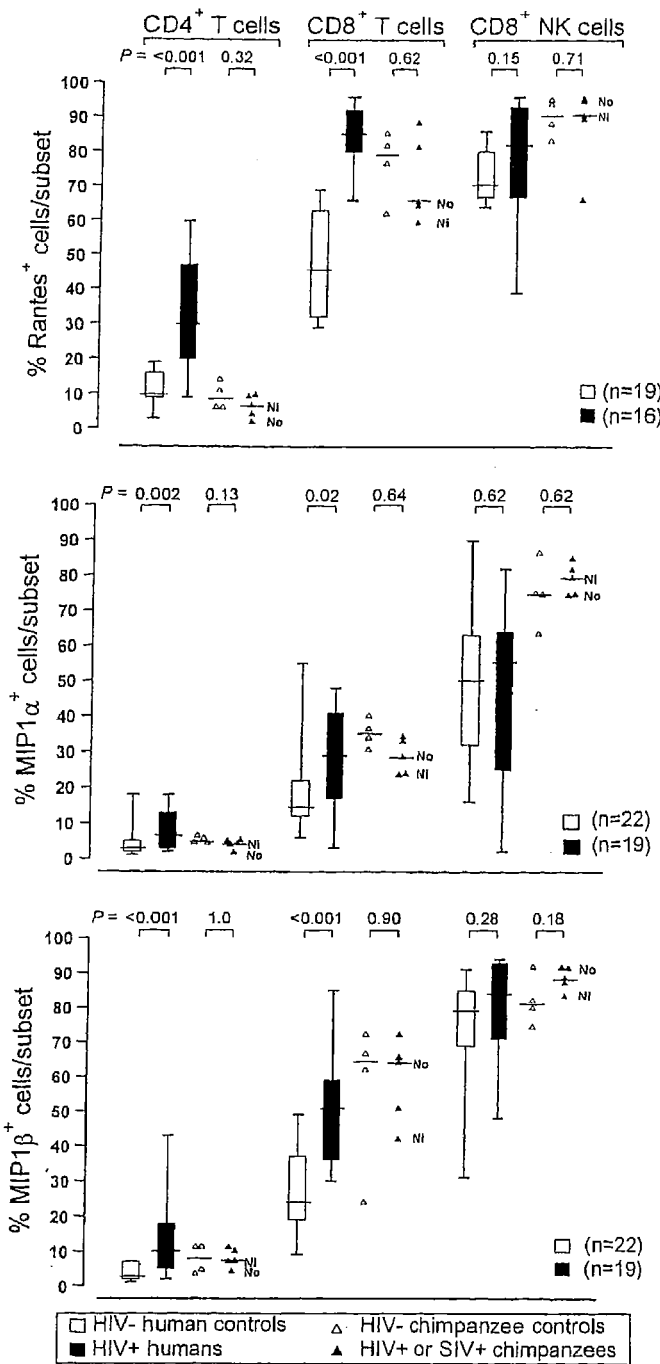 CD4+ T cells CD8+ T cells CD8+ NK cells
P = <0.001 0.32 <0.001 0.62 0.15 0.71
100
90
80
70
60
50
40
30
20
10
0
% Rantes+ cells/subset
No
Ni
No
Ni
Ni
No
(n=19)
(n=16)
P = 0.002 0.13 0.02 0.64 0.62 0.62
100
90
80
70
60
50
40
30
20
10
0
% MIP1α+ cells/subset
Ni
No
No
Ni
Ni
No
(n=22)
(n=19)
P = <0.001 1.0 <0.001 0.90 0.28 0.18
100
90
80
70
60
50
40
30
20
10
0
% MIP1β+ cells/subset
No
Ni
No
Ni
Ni
No
(n=22)
(n=19)
HIV- human controls HIV- chimpanzee controls
HIV+ humans HIV+ or SIV+ chimpanzees